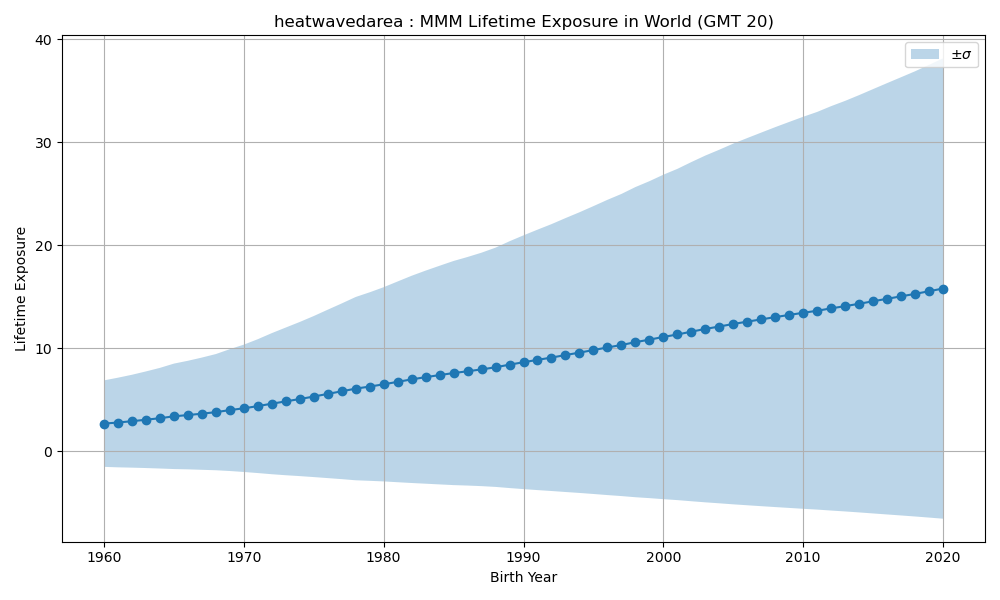 heatwavedarea : MMM Lifetime Exposure in World (GMT 20)
±σ
Lifetime Exposure
40
30
20
10
0
1960 1970 1980 1990 2000 2010 2020
Birth Year